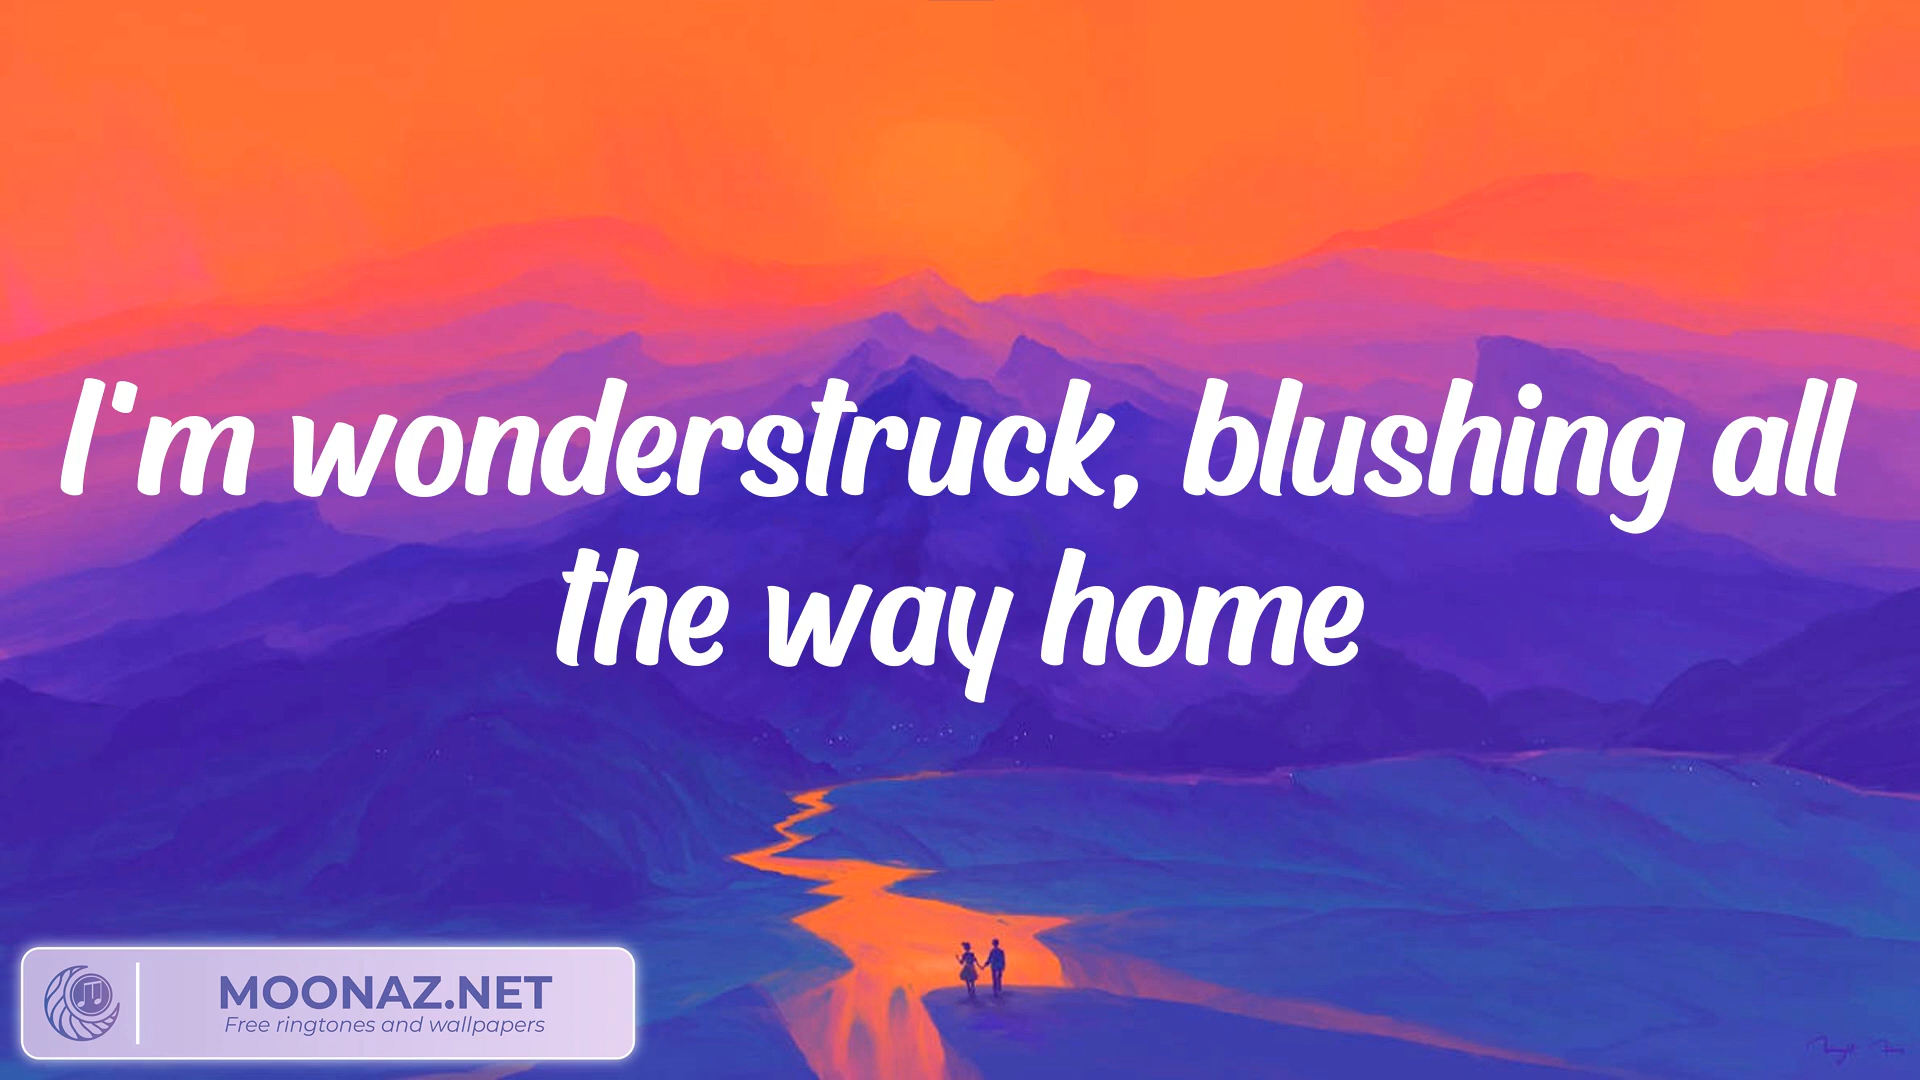 I'm wonderstruck, blushing all
the way home
MOONAZ.NET
Free ringtones and wallpapers